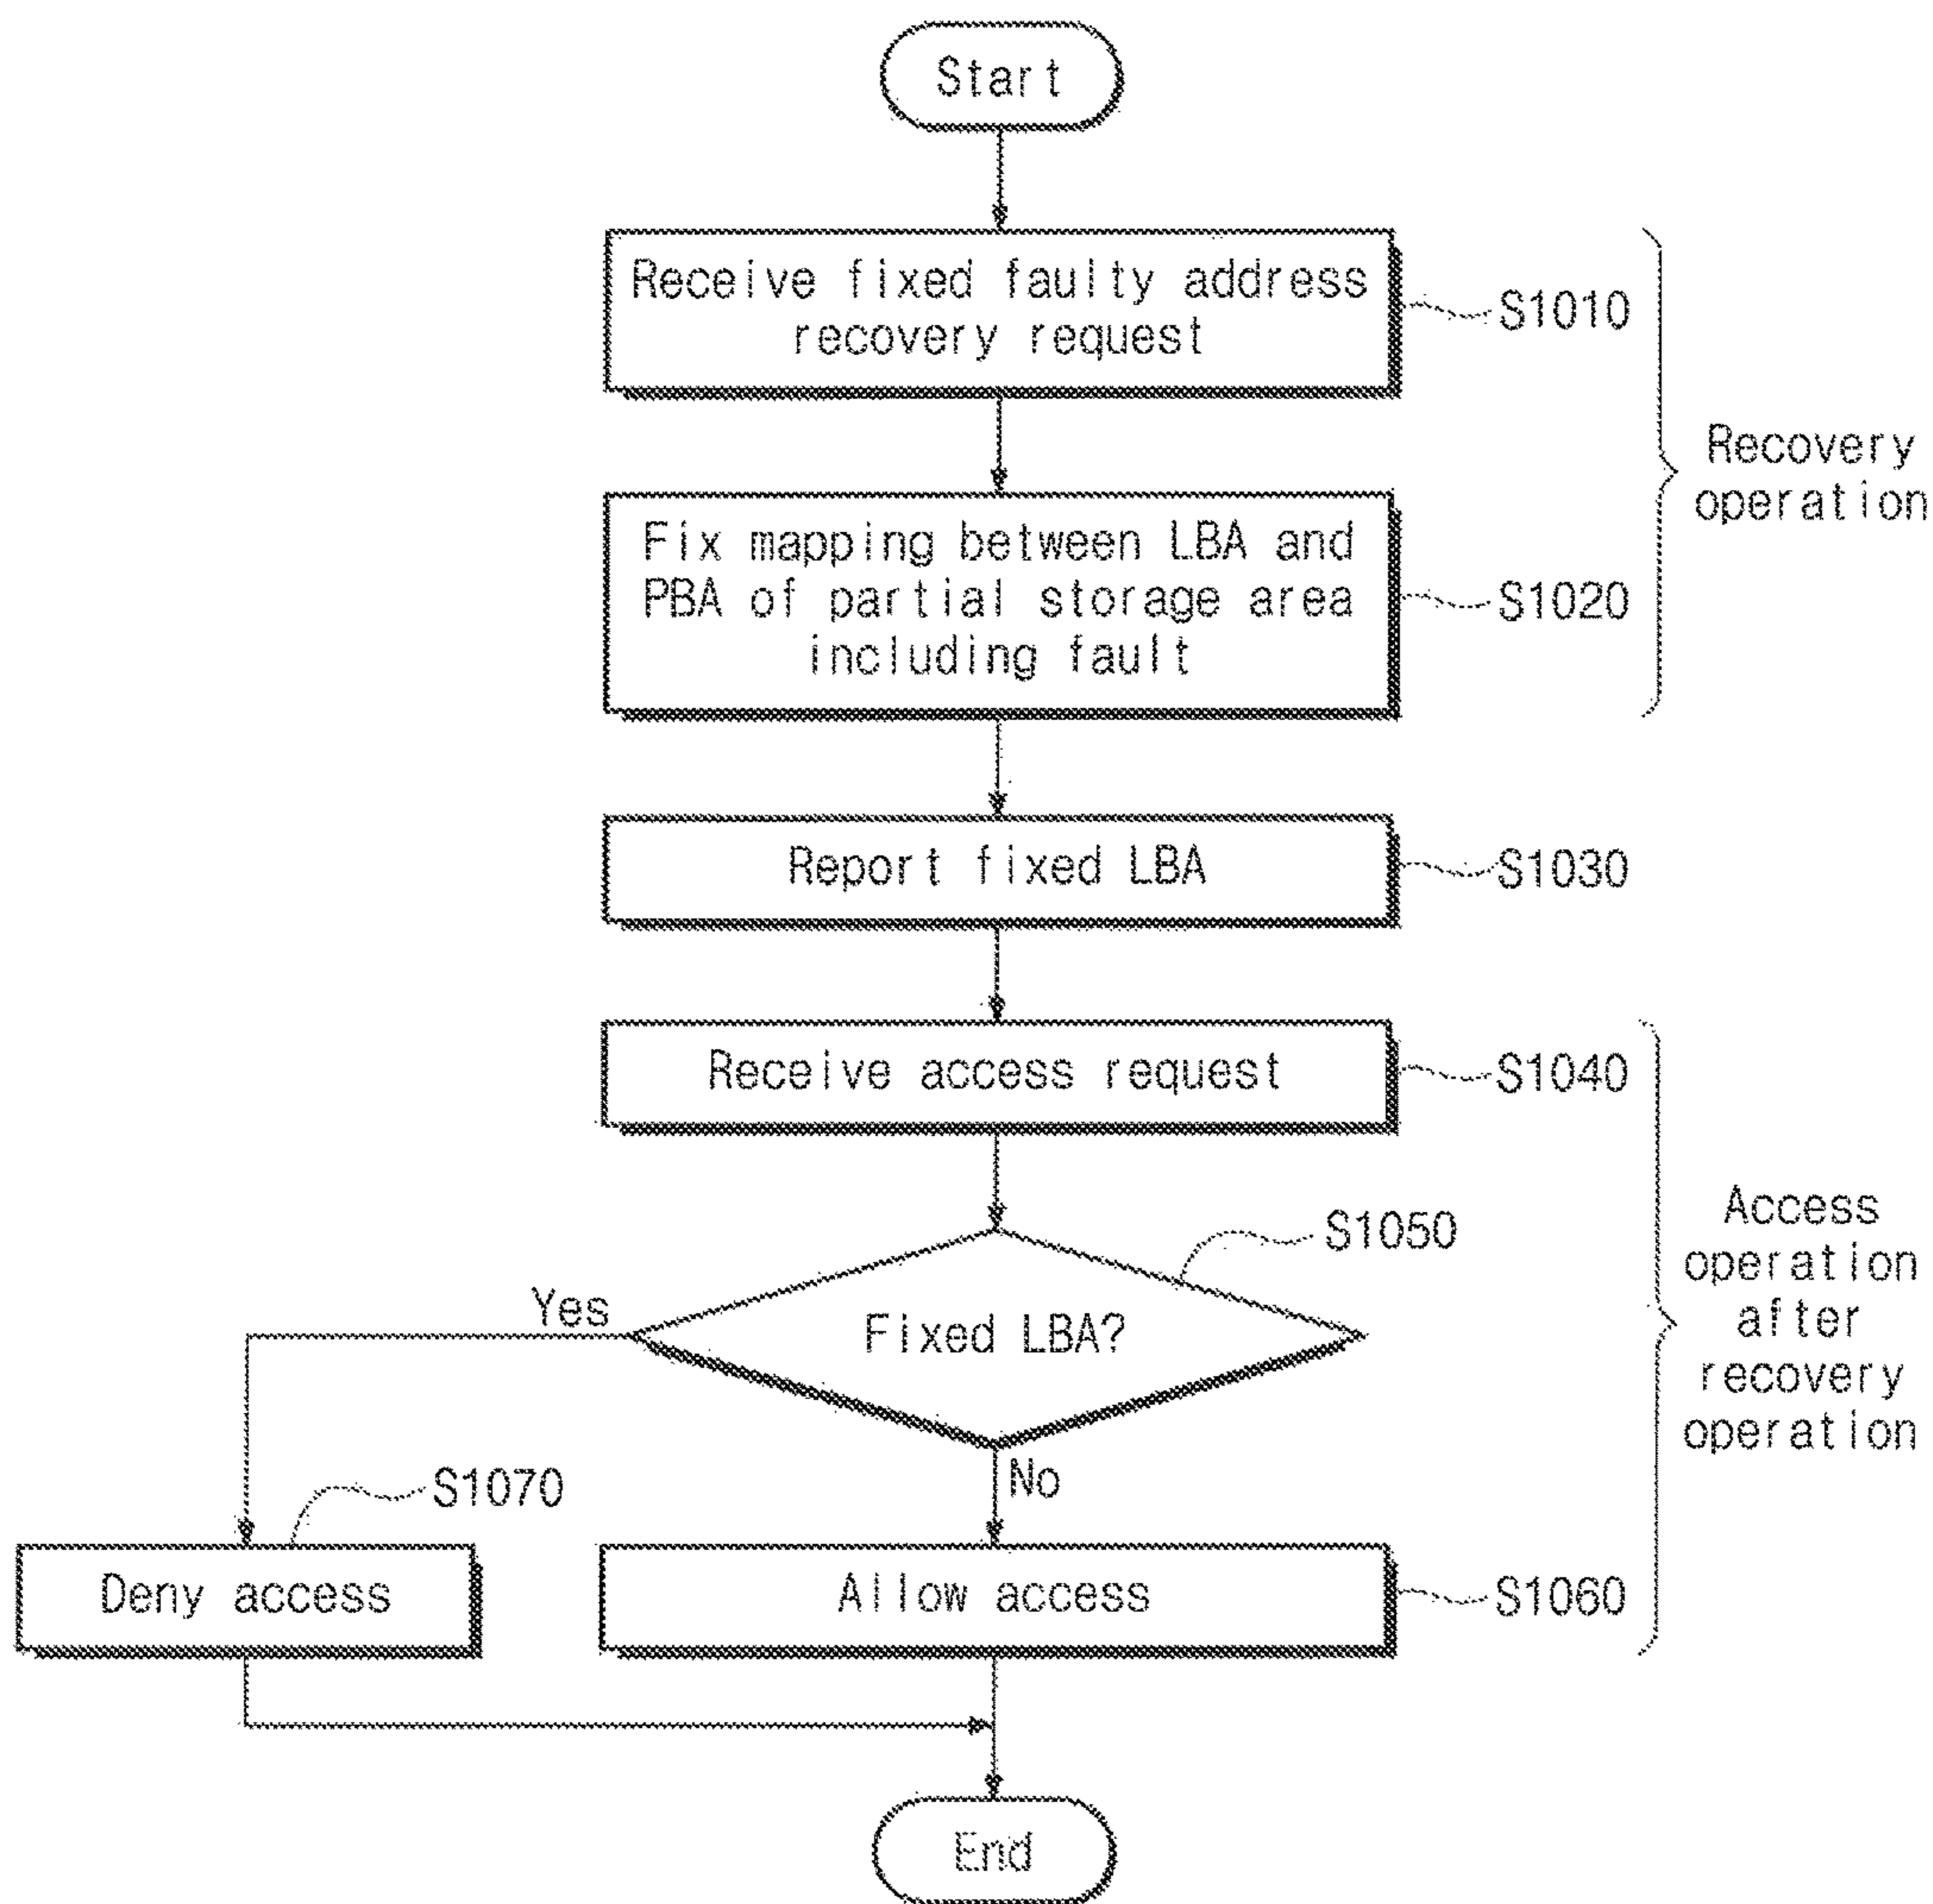 Start
Receive fixed faulty address
recovery request
S1010
Recovery
operation
Fix mapping between LBA and
PBA of partial storage area
including fault
S1020
Report fixed LBA
S1030
Receive access request
S1040
Access
operation
after
recovery
operation
S1050
Fixed LBA?
Yes
No
S1070
Deny access
Allow access
S1060
End